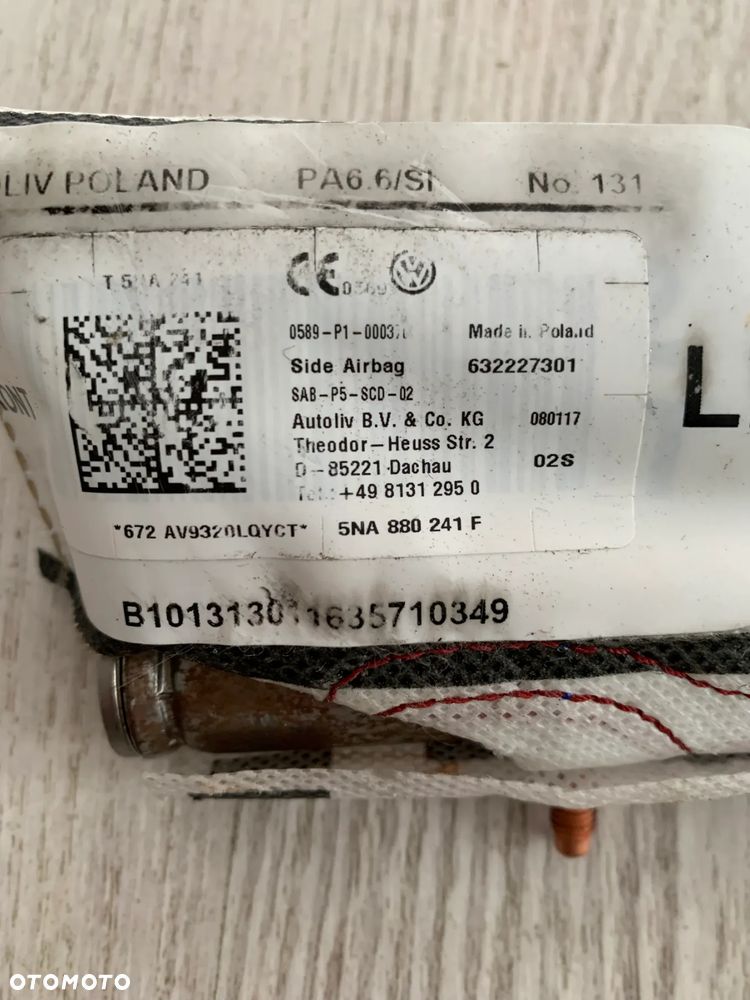 LIV POLAND PA6.6/SI No. 131
CE VW
0589-P1-0003 Made in Poland
Side Airbag 632227301
SAB-P5-SCD-02
Autoliv B.V. & Co. KG 080117
Theodor-Heuss Str. 2
D-85221 Dachau 02S
Tel.: +49 8131 295 0
5NA 880 241 F
L
OTOMOTO